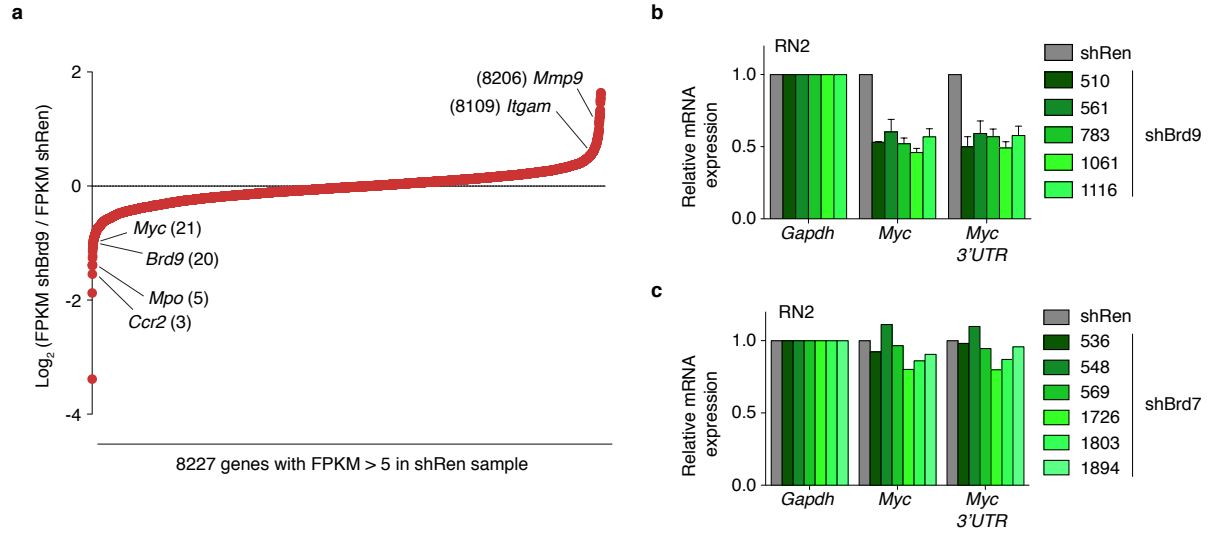 a
Log2 (FPKM shBrd9 / FPKM shRen)
2
0
-2
-4
(8206) Mmp9
(8109) Itgam
Myc (21)
Brd9 (20)
Mpo (5)
Ccr2 (3)
8227 genes with FPKM > 5 in shRen sample
b
RN2
Relative mRNA
expression
1.0
0.5
0.0
Gapdh
Myc
Myc
3'UTR
shRen
510
561
783
1061
1116
shBrd9
c
RN2
Relative mRNA
expression
1.0
0.5
0.0
Gapdh
Myc
Myc
3'UTR
shRen
536
548
569
1726
1803
1894
shBrd7